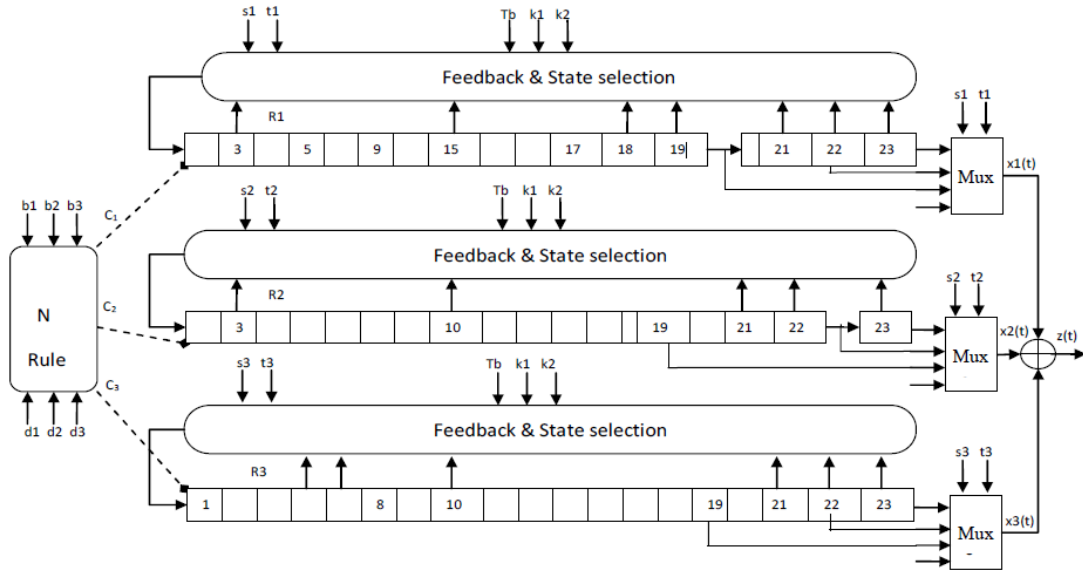 s1 t1 Tb k1 k2
Feedback & State selection
s1 t1
R1
3 5 9 15 17 18 19 21 22 23
Mux
x1(t)
s2 t2 Tb k1 k2
b1 b2 b3
C1
Feedback & State selection
s2 t2
R2
N
Rule
C2
3 10 19 21 22 23
x2(t) z(t)
Mux
s3 t3 Tb k1 k2
C3
d1 d2 d3
Feedback & State selection
s3 t3
R3
1 8 10 19 21 22 23
x3(t)
Mux
-